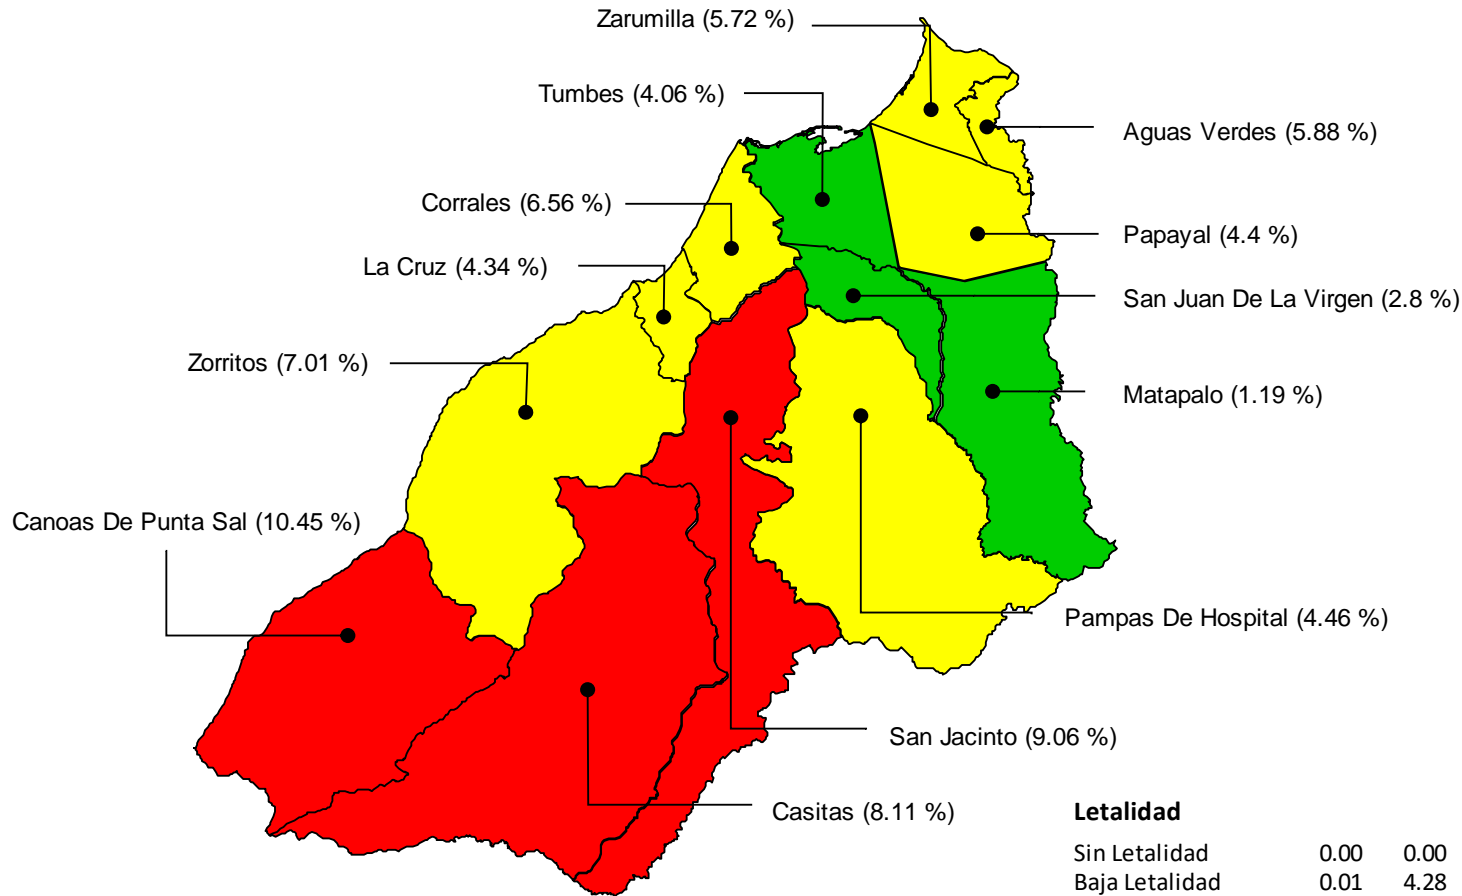 Zarumilla (5.72 %)
Tumbes (4.06 %)
Aguas Verdes (5.88 %)
Corrales (6.56 %)
Papayal (4.4 %)
La Cruz (4.34 %)
San Juan De La Virgen (2.8 %)
Zorritos (7.01 %)
Matapalo (1.19 %)
Canoas De Punta Sal (10.45 %)
Pampas De Hospital (4.46 %)
San Jacinto (9.06 %)
Casitas (8.11 %)
Letalidad
Sin Letalidad 0.00 0.00
Baja Letalidad 0.01 4.28